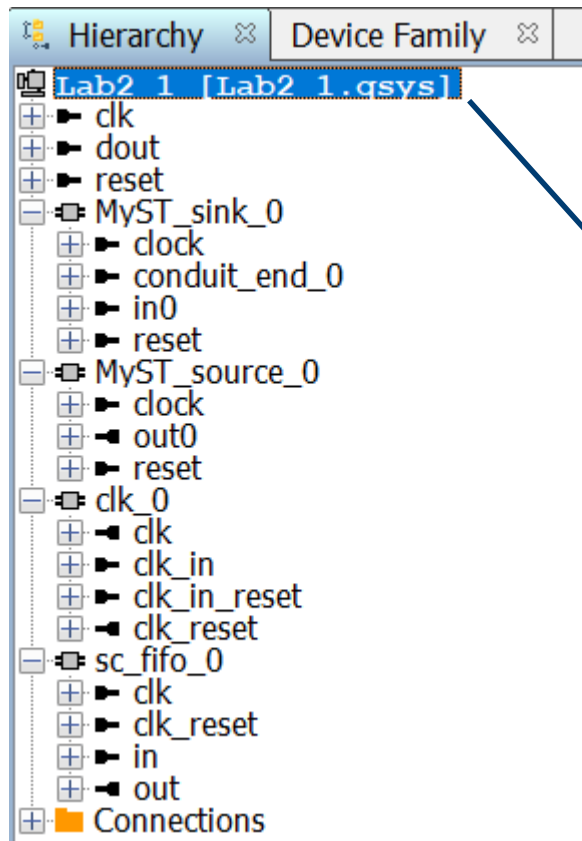 Hierarchy Device Family
Lab2_1 [Lab2_1.qsys]
clk
dout
reset
MyST_sink_0
clock
conduit_end_0
in0
reset
MyST_source_0
clock
out0
reset
clk_0
clk
clk_in
clk_in_reset
clk_reset
sc_fifo_0
clk
clk_reset
in
out
Connections